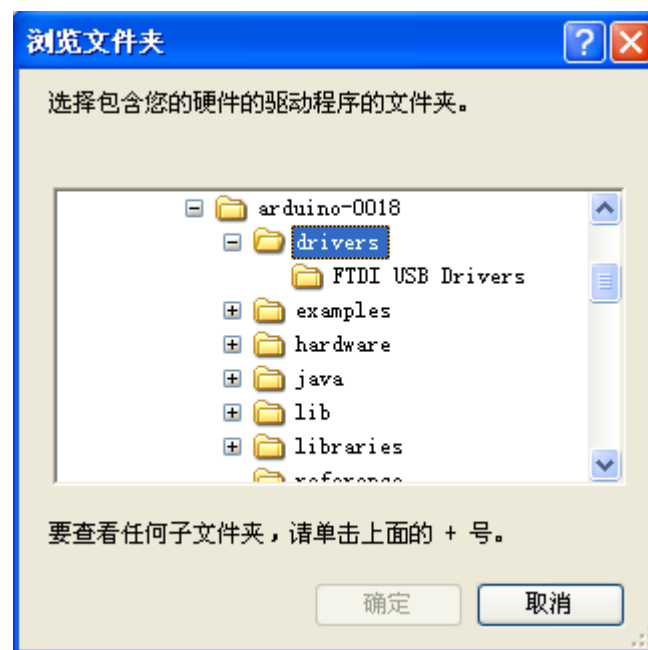 浏览文件夹
选择包含您的硬件的驱动程序的文件夹。
arduino-0018
drivers
FTDI USB Drivers
examples
hardware
java
lib
libraries
reference
要查看任何子文件夹，请单击上面的 + 号。
确定
取消